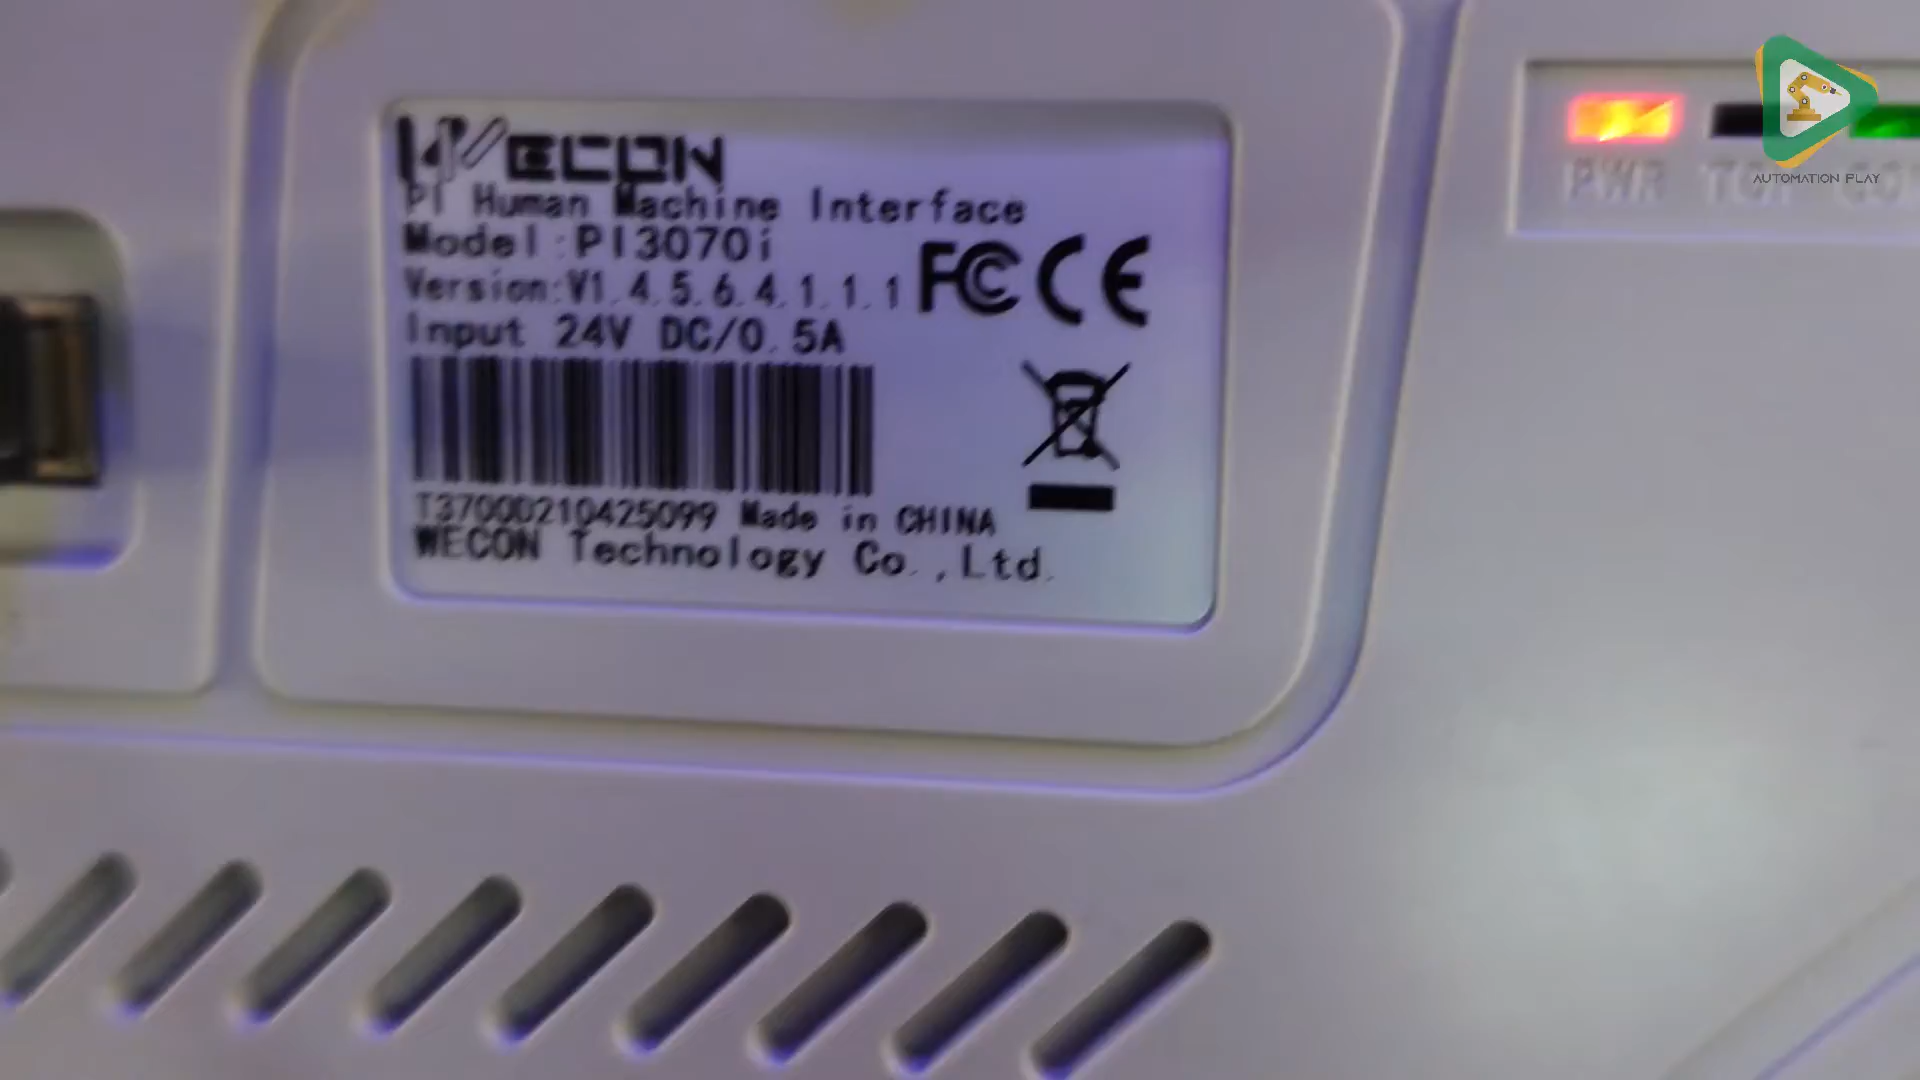 WECON
PI Human Machine Interface
Model:PI3070i
Version:V1.4.5.6.4.1.1.1
FC CE
Input 24V DC/0.5A
T3700D210425099 Made in CHINA
WECON Technology Co.,Ltd.
PWR
AUTOMATION PLAY